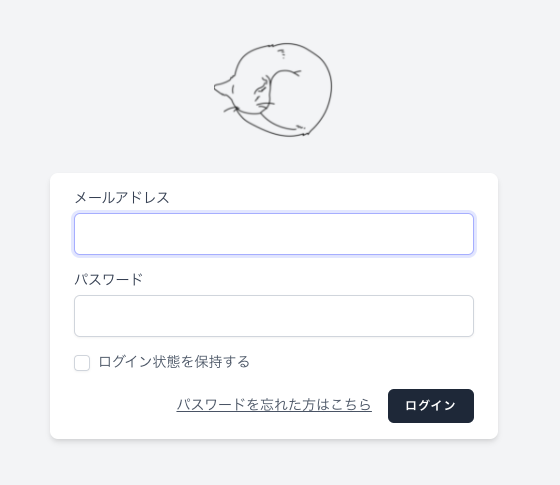 メールアドレス
パスワード
ログイン状態を保持する
パスワードを忘れた方はこちら
ログイン